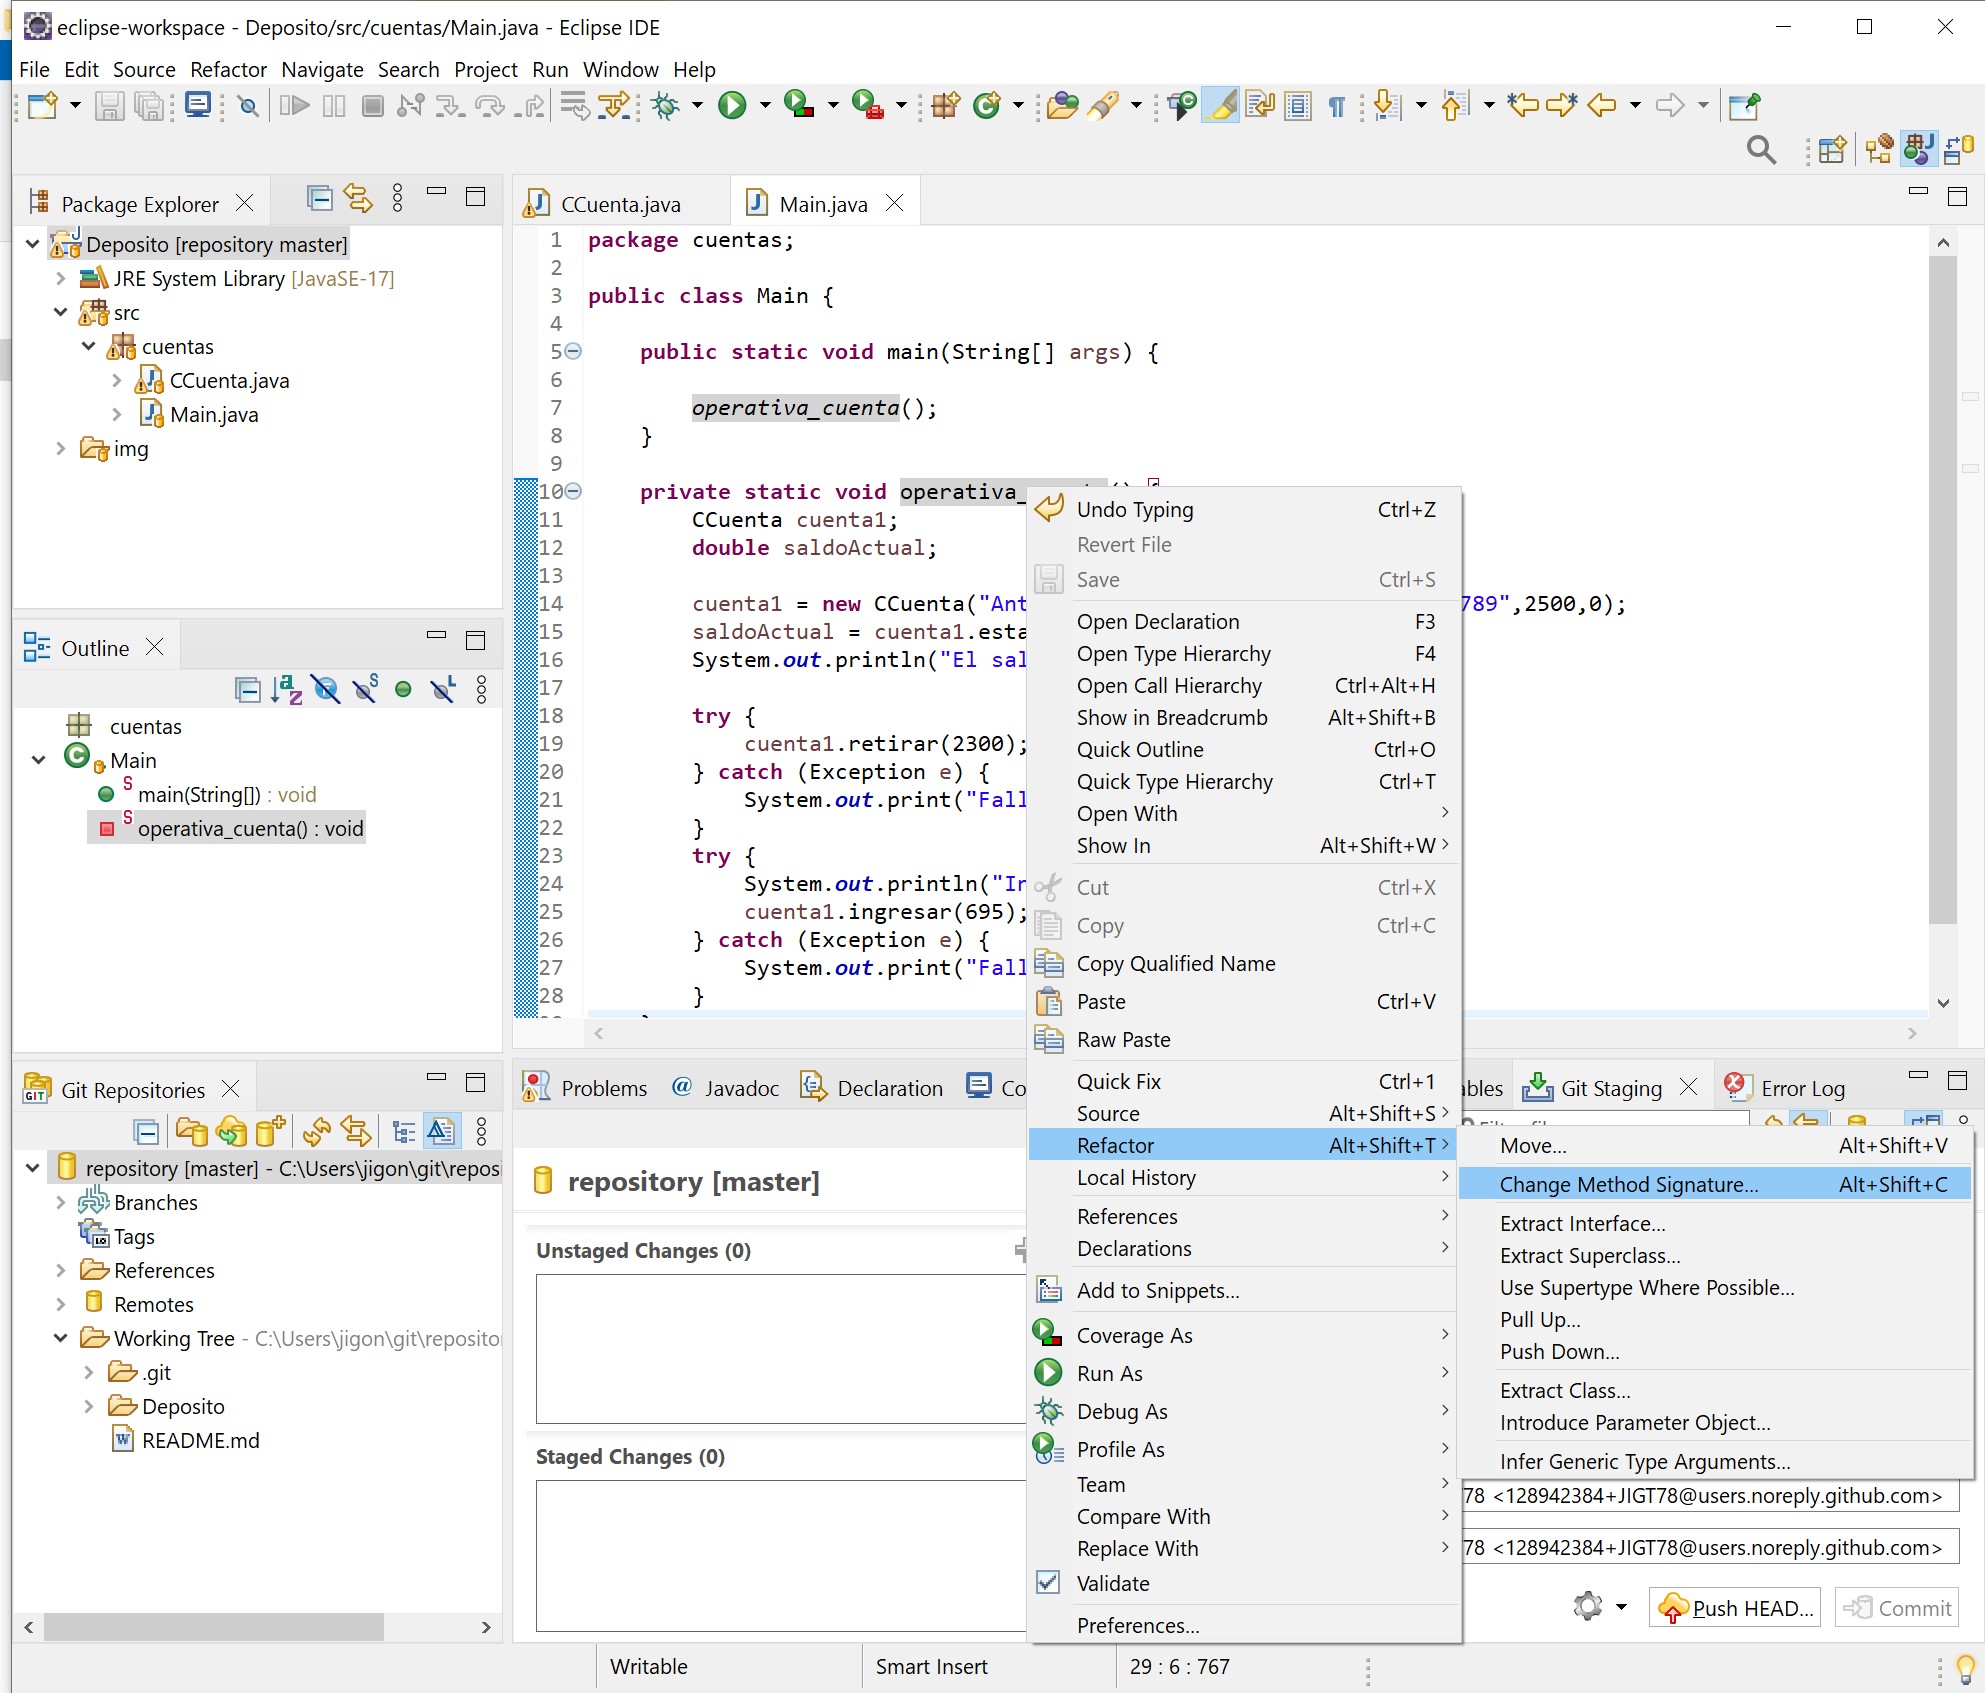 eclipse-workspace - Deposito/src/cuentas/Main.java - Eclipse IDE
File Edit Source Refactor Navigate Search Project Run Window Help
Package Explorer
Deposito [repository master]
JRE System Library [JavaSE-17]
src
cuentas
CCuenta.java
Main.java
img
Outline
cuentas
Main
main(String[]) : void
operativa_cuenta() : void
Git Repositories
repository [master] - C:\Users\jigon\git\reposi
Branches
Tags
References
Remotes
Working Tree - C:\Users\jigon\git\reposito
.git
Deposito
README.md
CCuenta.java
Main.java
1 package cuentas;
2
3 public class Main {
4
5 public static void main(String[] args) {
6
7 operativa_cuenta();
8 }
9
10 private static void operativa_
11 CCuenta cuenta1;
12 double saldoActual;
13
14 cuenta1 = new CCuenta("Ant 789",2500,0);
15 saldoActual = cuenta1.esta
16 System.out.println("El sal
17
18 try {
19 cuenta1.retirar(2300);
20 } catch (Exception e) {
21 System.out.print("Fall
22 }
23 try {
24 System.out.println("In
25 cuenta1.ingresar(695);
26 } catch (Exception e) {
27 System.out.print("Fall
28 }
Undo Typing Ctrl+Z
Revert File
Save Ctrl+S
Open Declaration F3
Open Type Hierarchy F4
Open Call Hierarchy Ctrl+Alt+H
Show in Breadcrumb Alt+Shift+B
Quick Outline Ctrl+O
Quick Type Hierarchy Ctrl+T
Open With
Show In Alt+Shift+W
Cut Ctrl+X
Copy Ctrl+C
Copy Qualified Name
Paste Ctrl+V
Raw Paste
Quick Fix Ctrl+1
Source Alt+Shift+S
Refactor Alt+Shift+T
Local History
References
Declarations
Add to Snippets...
Coverage As
Run As
Debug As
Profile As
Team
Compare With
Replace With
Validate
Preferences...
Move... Alt+Shift+V
Change Method Signature... Alt+Shift+C
Extract Interface...
Extract Superclass...
Use Supertype Where Possible...
Pull Up...
Push Down...
Extract Class...
Introduce Parameter Object...
Infer Generic Type Arguments...
Problems
Javadoc
Declaration
Co
ables
Git Staging
Error Log
repository [master]
Unstaged Changes (0)
Staged Changes (0)
78 <128942384+JIGT78@users.noreply.github.com>
78 <128942384+JIGT78@users.noreply.github.com>
Push HEAD...
Commit
Writable
Smart Insert
29 : 6 : 767